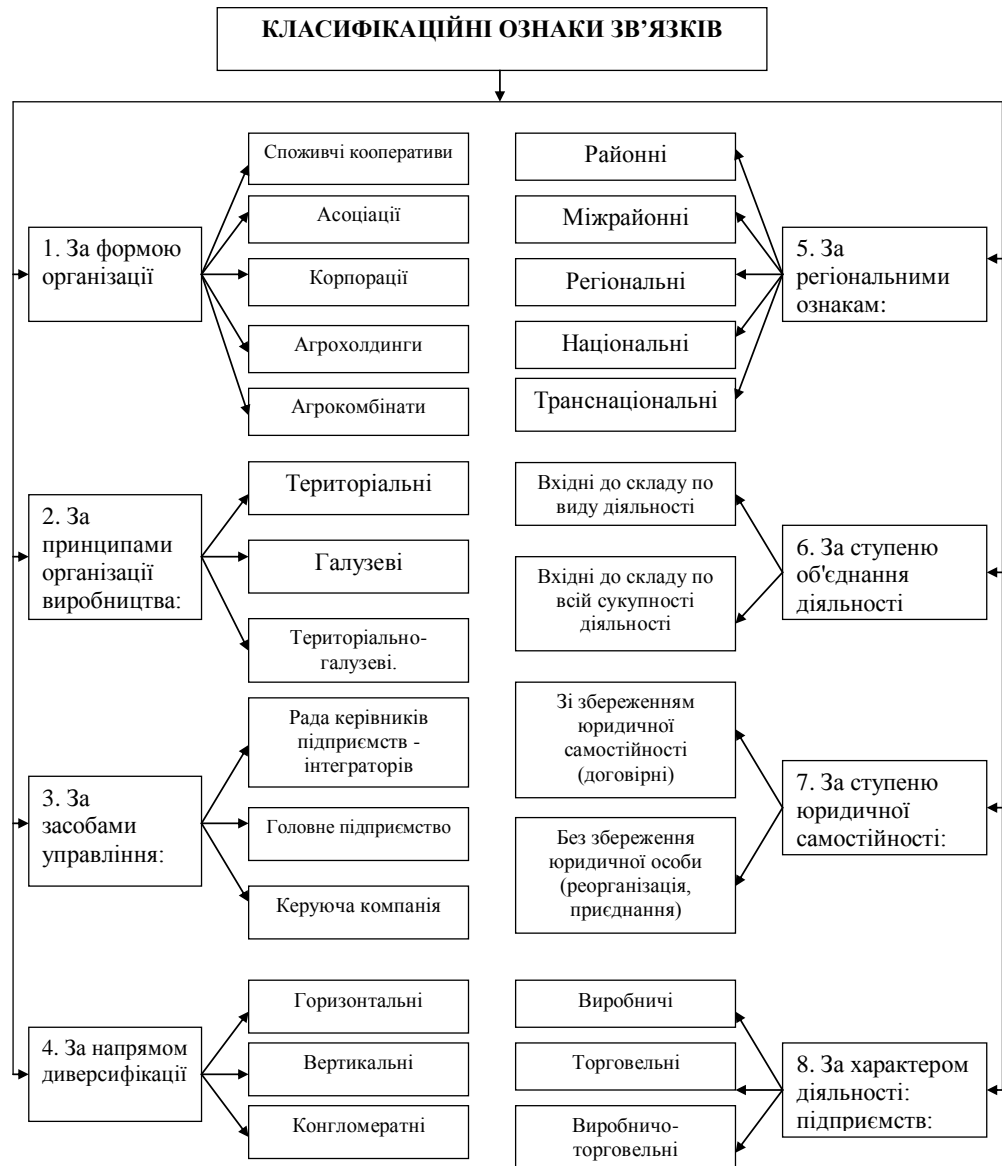 КЛАСИФІКАЦІЙНІ ОЗНАКИ ЗВ’ЯЗКІВ
1. За формою
організації
Споживчі кооперативи
Асоціації
Корпорації
Агрохолдинги
Агрокомбінати
2. За
принципами
організації
виробництва:
Територіальні
Галузеві
Територіально-
галузеві.
3. За
засобами
управління:
Рада керівників
підприємств -
інтеграторів
Головне підприємство
Керуюча компанія
4. За напрямом
диверсифікації
Горизонтальні
Вертикальні
Конгломератні
Районні
Міжрайонні
Регіональні
Національні
Транснаціональні
5. За
регіональними
ознакам:
Вхідні до складу по
виду діяльності
Вхідні до складу по
всій сукупності
діяльності
6. За ступеню
об'єднання
діяльності
Зі збереженням
юридичної
самостійності
(договірні)
Без збереження
юридичної особи
(реорганізація,
приєднання)
7. За ступеню
юридичної
самостійності:
Виробничі
Торговельні
Виробничо-
торговельні
8. За характером
діяльності:
підприємств: